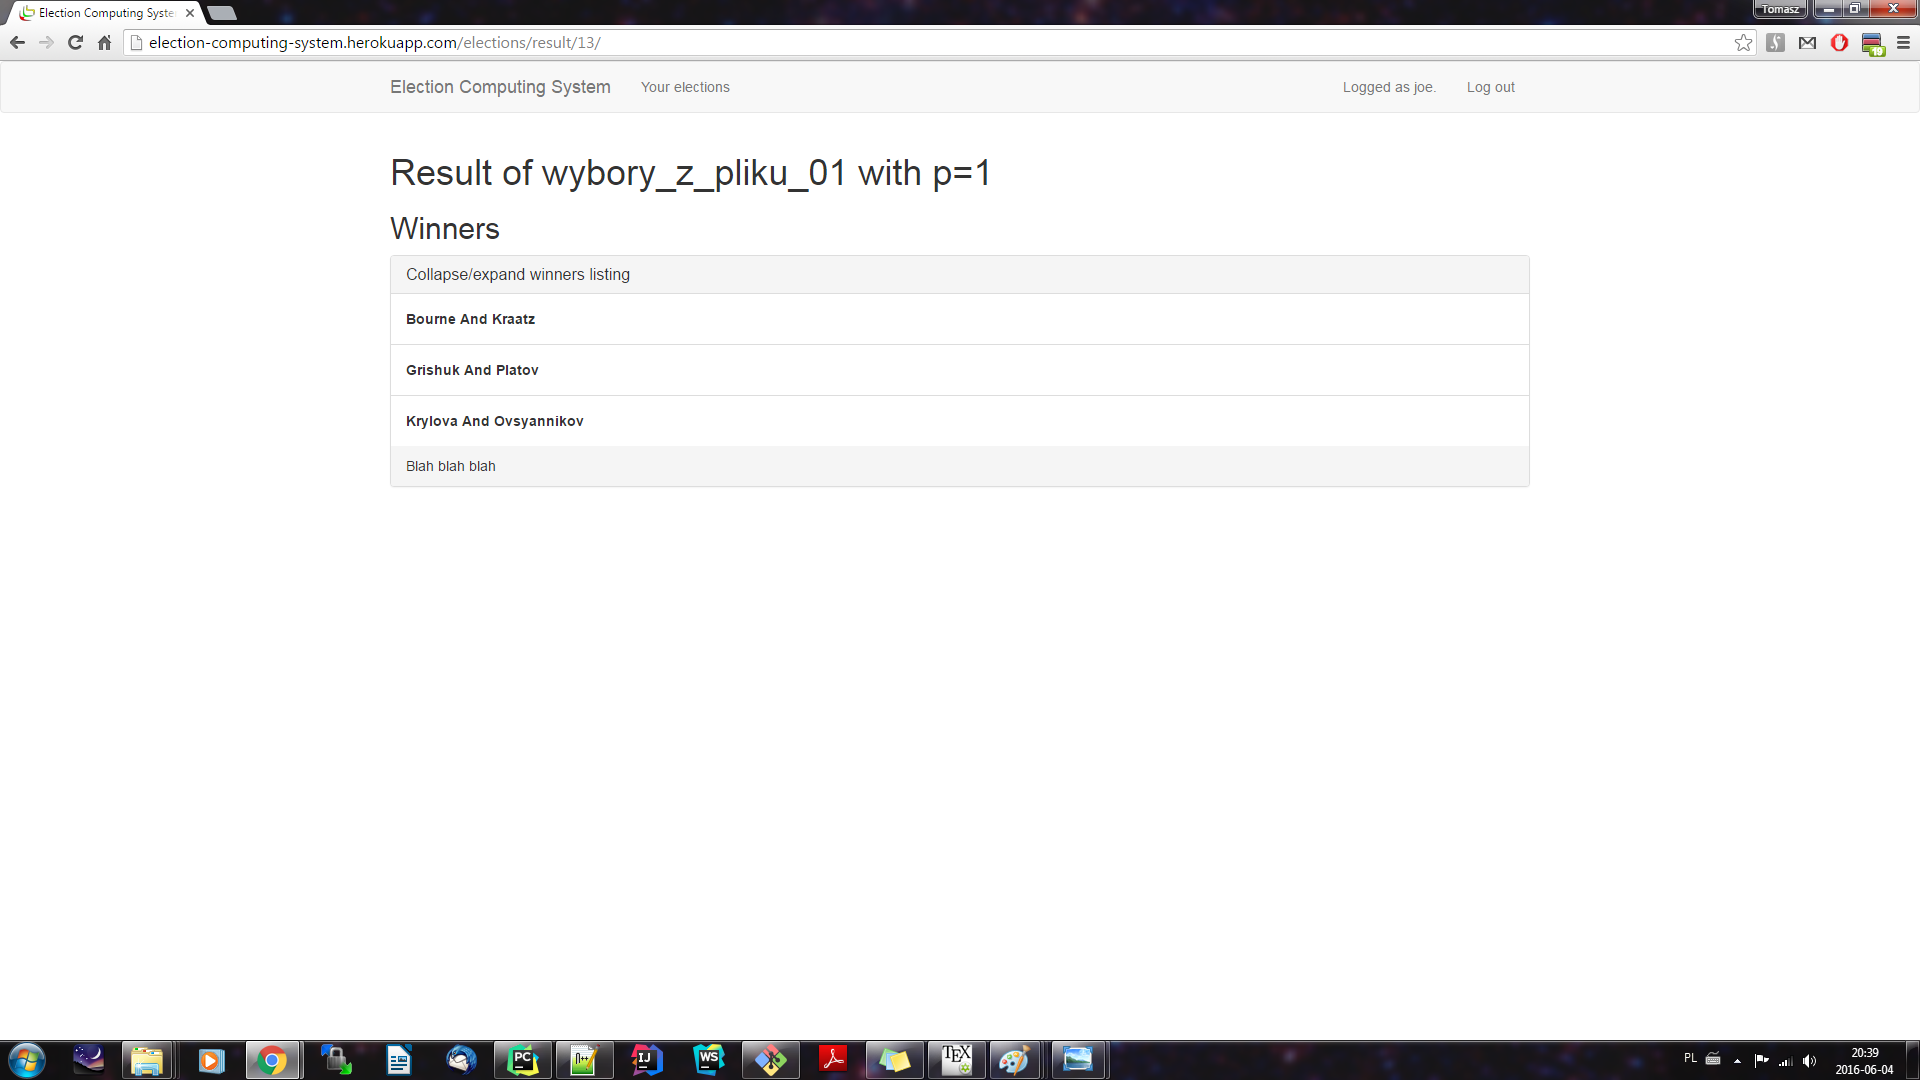 Election Computing Syste
Tomasz
election-computing-system.herokuapp.com/elections/result/13/
19
Election Computing System Your elections Logged as joe. Log out
Result of wybory_z_pliku_01 with p=1
Winners
Collapse/expand winners listing
Bourne And Kraatz
Grishuk And Platov
Krylova And Ovsyannikov
Blah blah blah
PC
IJ
WS
TEX
PL
20:39
2016-06-04